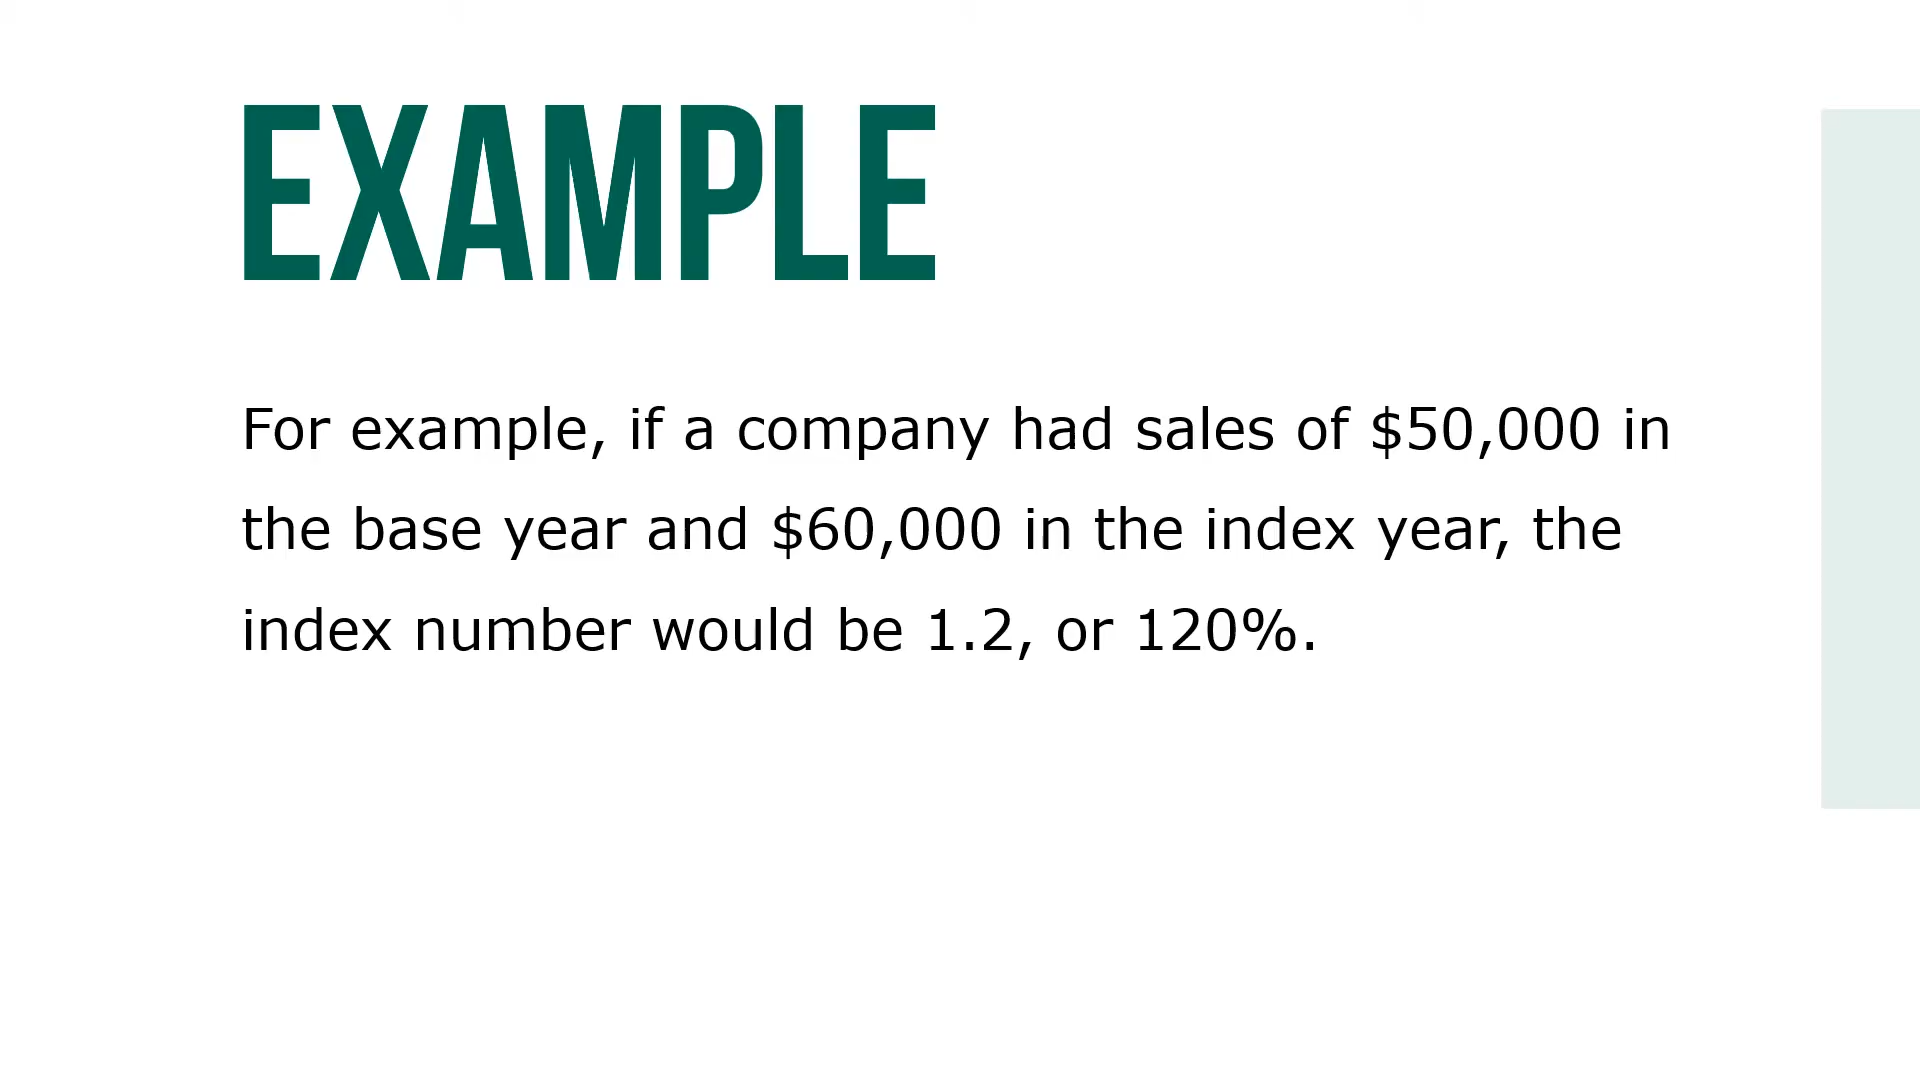 EXAMPLE
For example, if a company had sales of $50,000 in
the base year and $60,000 in the index year, the
index number would be 1.2, or 120%.